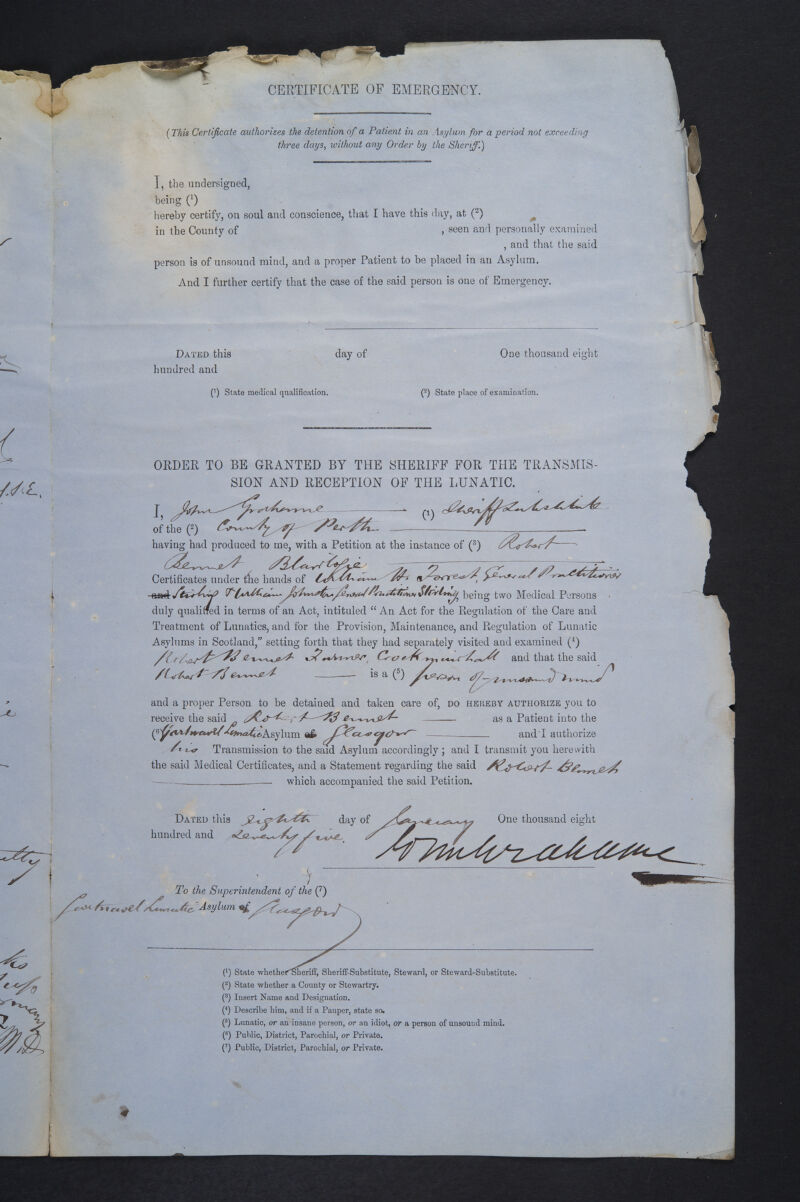 CERTIFICATE OF EMERGENCY.
(This Certificate authorizes the detention of a Patient in an Asylum for a period not exceeding
three days, without any Order by the Sheriff.)
I, the undersigned,
being (¹)
hereby certify, on soul and conscience, that I have this day, at (²)
in the County of , seen and personally examined
, and that the said
person is of unsound mind, and a proper Patient to be placed in an Asylum.
And I further certify that the case of the said person is one of Emergency.
DATED this day of One thousand eight
hundred and
(¹) State medical qualification. (²) State place of examination.
ORDER TO BE GRANTED BY THE SHERIFF FOR THE TRANSMIS-
SION AND RECEPTION OF THE LUNATIC.
I, John Grahame (¹) Sheriff Substitute
of the (²) County of Perth
having had produced to me, with a Petition at the instance of (³) Robert
Bennet
Certificates under the hands of William H. Forrest, General Practitioner
and Stirling & William Johnston General Practitioner Stirling, being two Medical Persons
duly qualified in terms of an Act, intituled “An Act for the Regulation of the Care and
Treatment of Lunatics, and for the Provision, Maintenance, and Regulation of Lunatic
Asylums in Scotland,” setting forth that they had separately visited and examined (⁴)
Robert Bennet Farmer, and that the said
Robert Bennet is a (⁵) person of unsound mind
and a proper Person to be detained and taken care of, DO HEREBY AUTHORIZE you to
receive the said Robert Bennet as a Patient into the
(⁶) Gartnavel Lunatic Asylum of Glasgow and I authorize
his Transmission to the said Asylum accordingly; and I transmit you herewith
the said Medical Certificates, and a Statement regarding the said Robert Bennet
which accompanied the said Petition.
DATED this eighth day of January One thousand eight
hundred and seventy five.
John Grahame
To the Superintendent of the (⁷)
Gartnavel Lunatic Asylum of Glasgow
(¹) State whether Sheriff, Sheriff-Substitute, Steward, or Steward-Substitute.
(²) State whether a County or Stewartry.
(³) Insert Name and Designation.
(⁴) Describe him, and if a Pauper, state so.
(⁵) Lunatic, or an insane person, or an idiot, or a person of unsound mind.
(⁶) Public, District, Parochial, or Private.
(⁷) Public, District, Parochial, or Private.